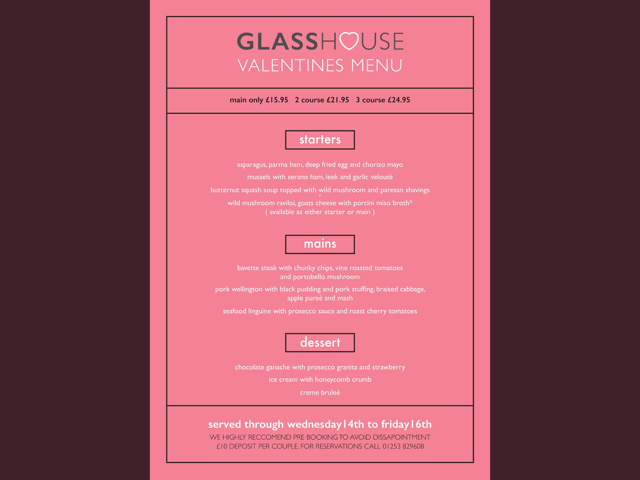 GLASSHOUSE
VALENTINES MENU
main only £15.95 2 course £21.95 3 course £24.95
starters
asparagus, parma ham, deep fried egg and chorizo mayo
mussels with serano ham, leek and garlic velouté
butternut squash soup topped with wild mushroom and paresan shavings
wild mushroom raviloi, goats cheese with porcini miso broth*
( available as either starter or main )
mains
bavette steak with chunky chips, vine roasted tomatoes
and portobello mushroom
pork wellington with black pudding and pork stuffing, braised cabbage,
apple pureé and mash
seafood linguine with prosecco sauce and roast cherry tomatoes
dessert
chocolate ganache with prosecco granita and strawberry
ice cream with honeycomb crumb
creme bruleé
served through wednesday14th to friday16th
WE HIGHLY RECCOMEND PRE BOOKING TO AVOID DISSAPOINTMENT
£10 DEPOSIT PER COUPLE. FOR RESERVATIONS CALL 01253 829608